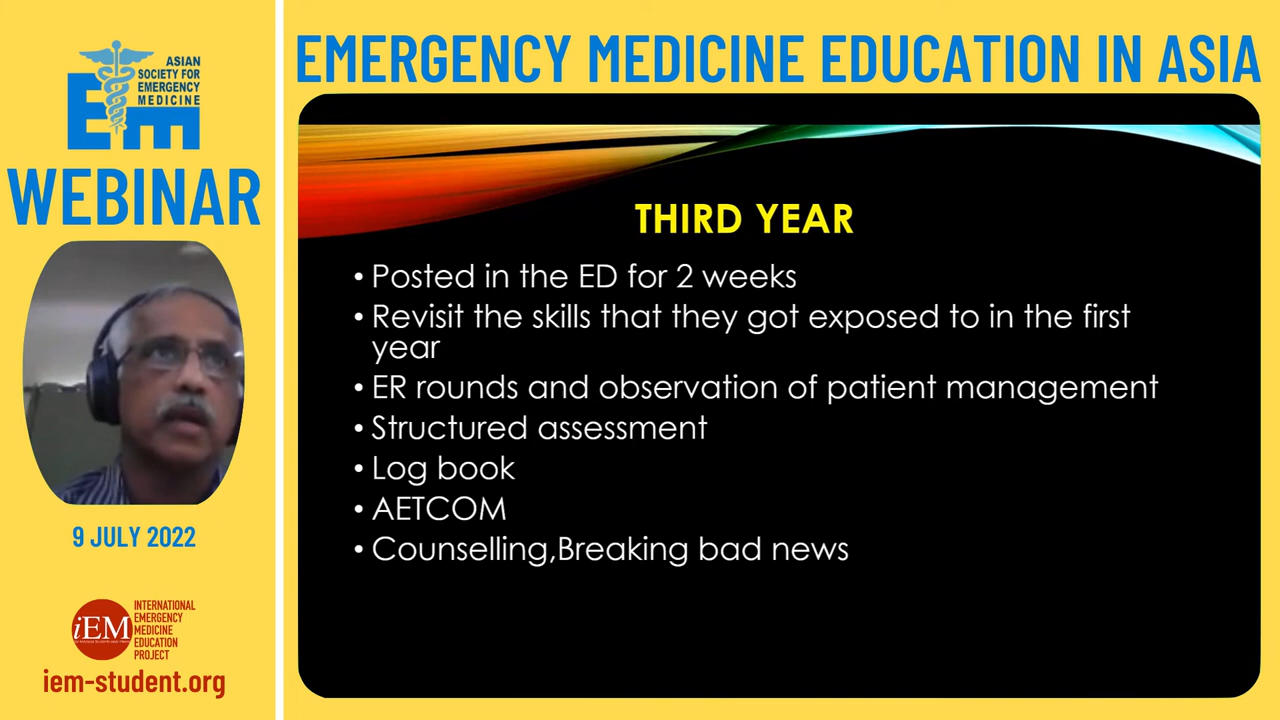 ASIAN
SOCIETY FOR
EMERGENCY
MEDICINE
EM
WEBINAR
9 JULY 2022
iEM
INTERNATIONAL
EMERGENCY
MEDICINE
EDUCATION
PROJECT
iem-student.org
EMERGENCY MEDICINE EDUCATION IN ASIA
THIRD YEAR
• Posted in the ED for 2 weeks
• Revisit the skills that they got exposed to in the first
year
• ER rounds and observation of patient management
• Structured assessment
• Log book
• AETCOM
• Counselling,Breaking bad news